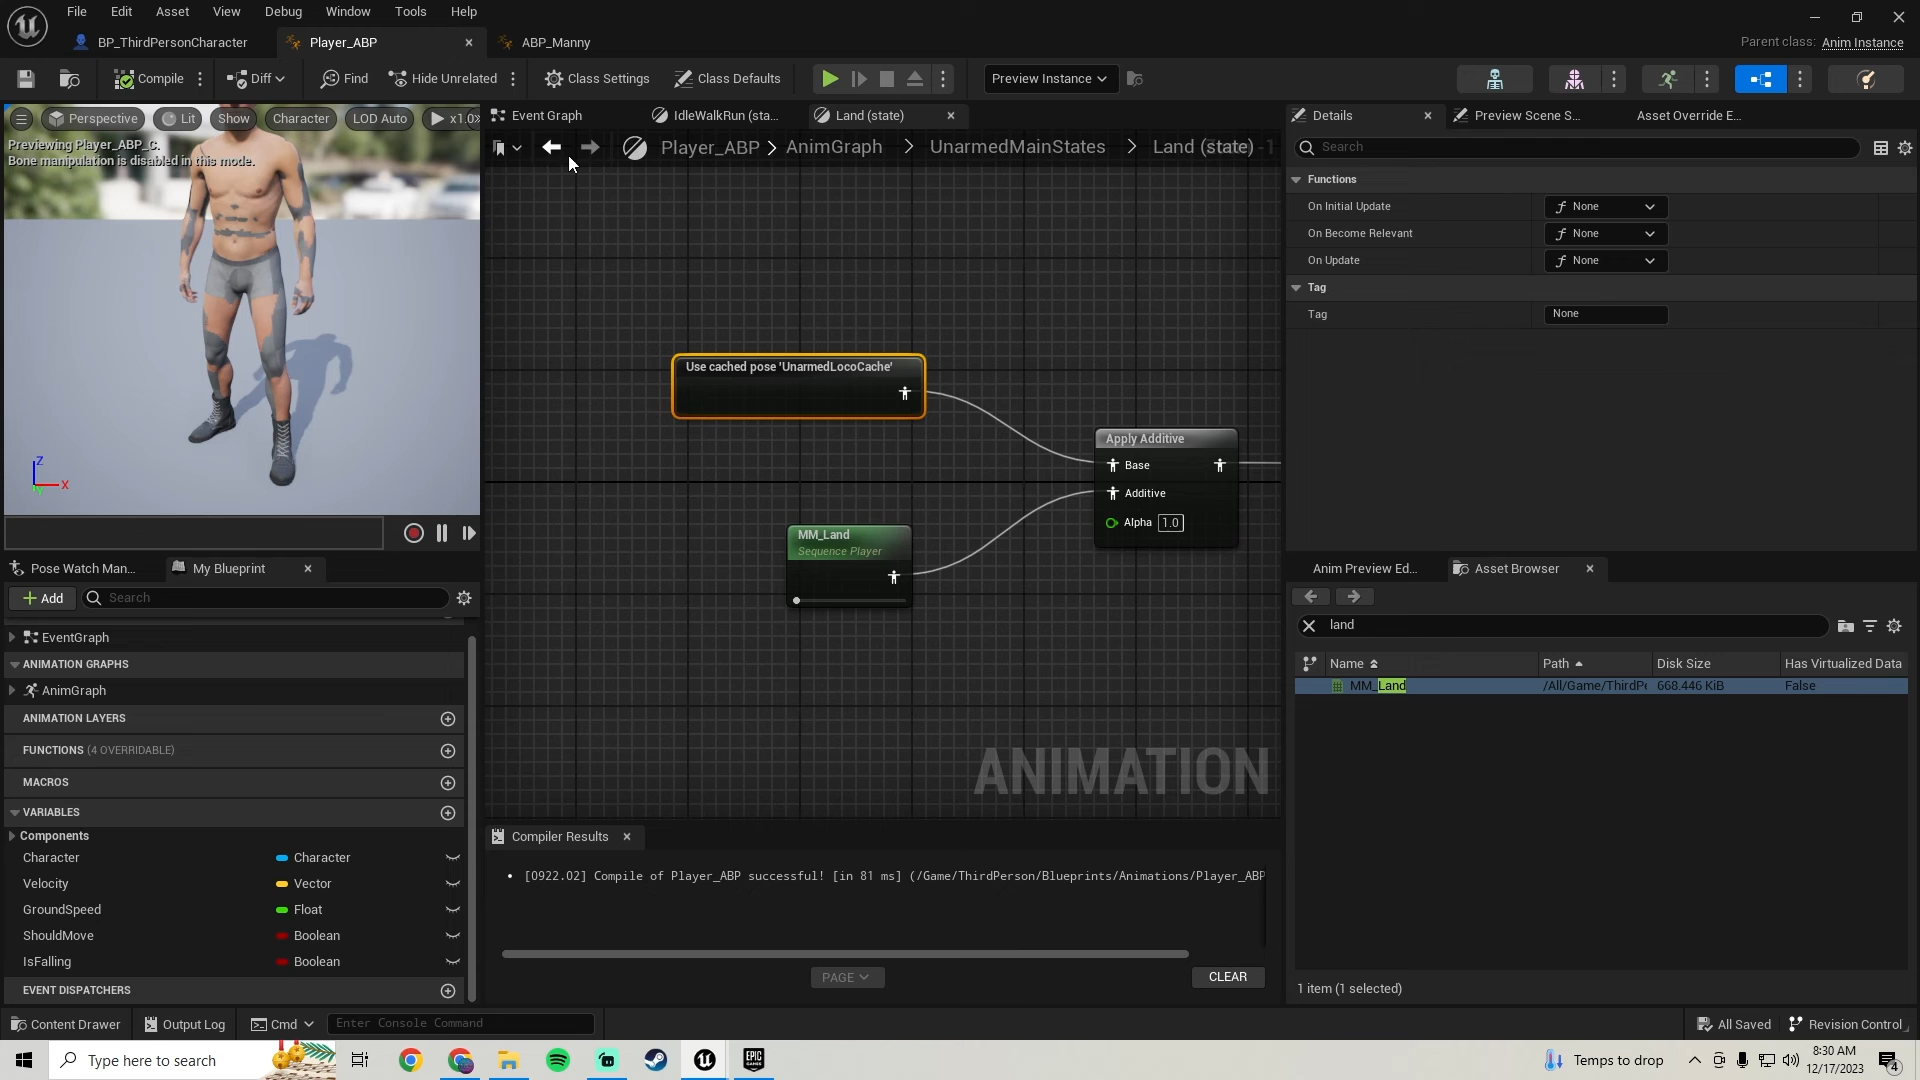 File Edit Asset View Debug Window Tools Help
BP_ThirdPersonCharacter Player_ABP ABP_Manny Parent class: Anim Instance
Compile Diff Find Hide Unrelated Class Settings Class Defaults Preview Instance
Perspective Lit Show Character LOD Auto x1.0
Previewing Player_ABP_C.
Bone manipulation is disabled in this mode.
Z
X
Event Graph IdleWalkRun (sta... Land (state)
Player_ABP > AnimGraph > UnarmedMainStates > Land (state)
Use cached pose 'UnarmedLocoCache'
Apply Additive
Base
Additive
Alpha 1.0
MM_Land
Sequence Player
ANIMATION
Details Preview Scene S... Asset Override E...
Search
Functions
On Initial Update None
On Become Relevant None
On Update None
Tag
Tag None
Pose Watch Man... My Blueprint
Add Search
EventGraph
ANIMATION GRAPHS
AnimGraph
ANIMATION LAYERS
FUNCTIONS (4 OVERRIDABLE)
MACROS
VARIABLES
Components
Character Character
Velocity Vector
GroundSpeed Float
ShouldMove Boolean
IsFalling Boolean
EVENT DISPATCHERS
Compiler Results
• [0922.02] Compile of Player_ABP successful! [in 81 ms] (/Game/ThirdPerson/Blueprints/Animations/Player_ABP
PAGE CLEAR
Anim Preview Ed... Asset Browser
land
Name Path Disk Size Has Virtualized Data
MM_Land /All/Game/ThirdPe 668.446 KiB False
1 item (1 selected)
Content Drawer Output Log Cmd Enter Console Command All Saved Revision Control
Type here to search EPIC GAMES Temps to drop 8:30 AM
12/17/2023 4